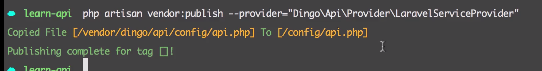 learn-api php artisan vendor:publish --provider="Dingo\Api\Provider\LaravelServiceProvider"
Copied File [/vendor/dingo/api/config/api.php] To [/config/api.php]
Publishing complete for tag []!
learn-api